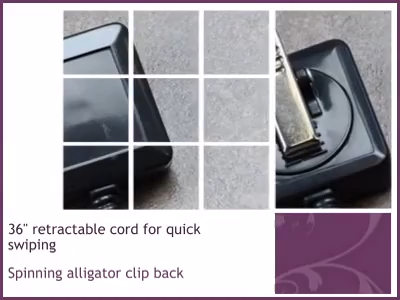 36" retractable cord for quick
swiping
Spinning alligator clip back